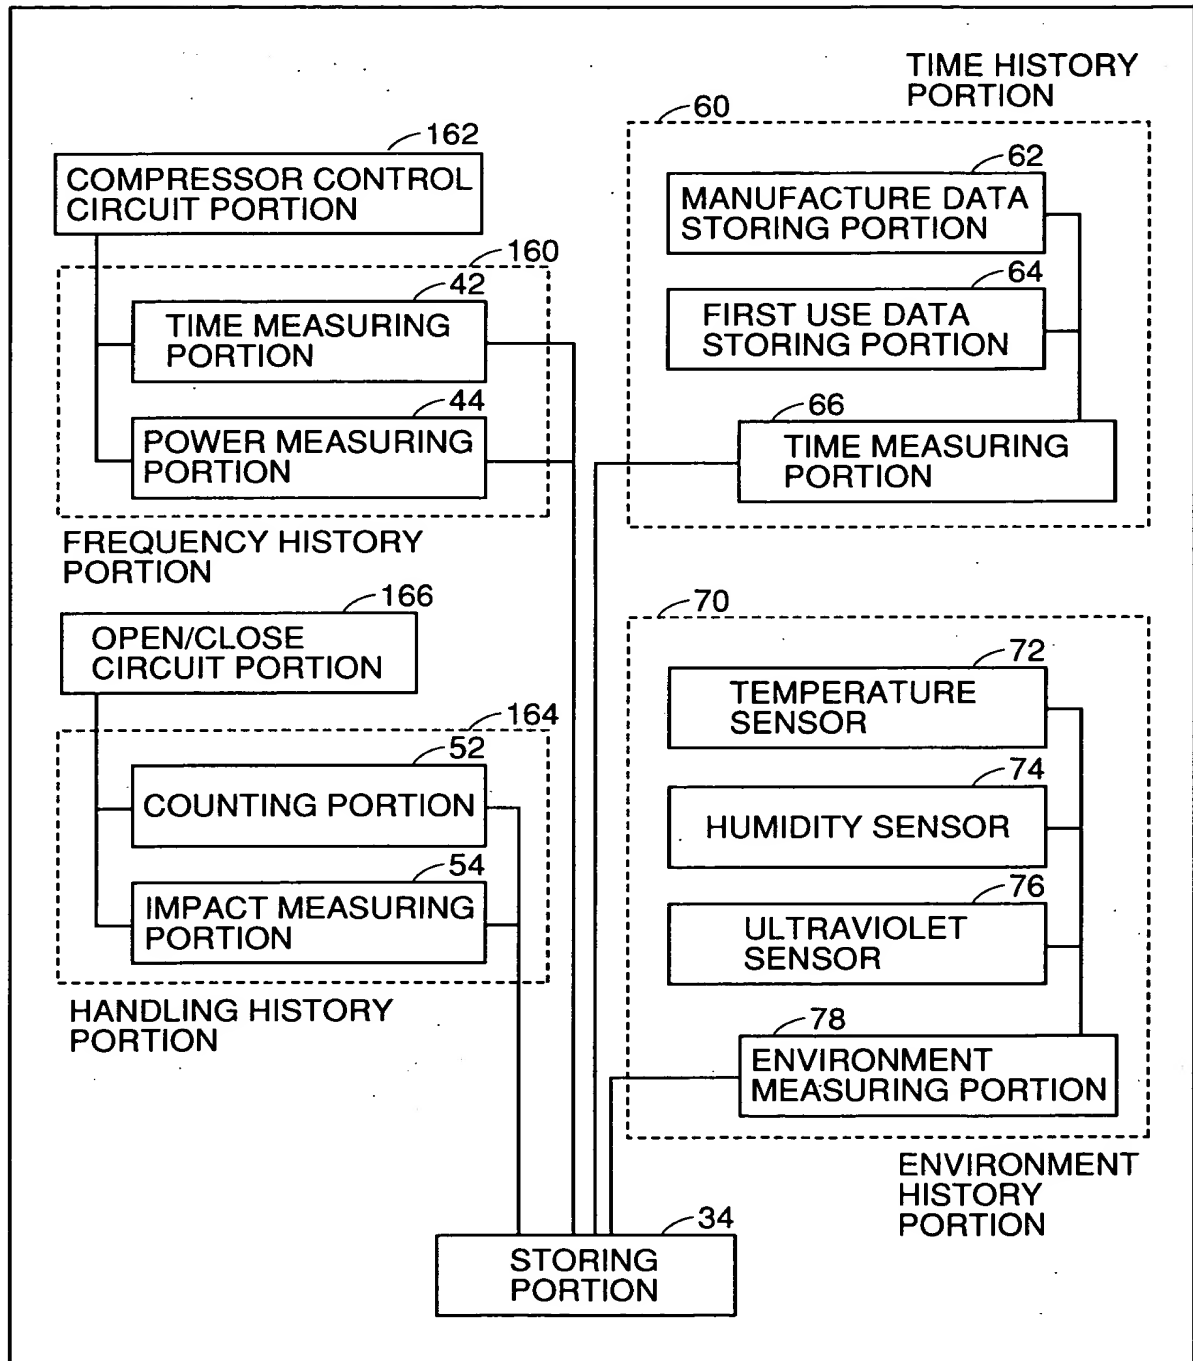 162
COMPRESSOR CONTROL
CIRCUIT PORTION
160
42
TIME MEASURING
PORTION
44
POWER MEASURING
PORTION
FREQUENCY HISTORY
PORTION
166
OPEN/CLOSE
CIRCUIT PORTION
164
52
COUNTING PORTION
54
IMPACT MEASURING
PORTION
HANDLING HISTORY
PORTION
TIME HISTORY
PORTION
60
62
MANUFACTURE DATA
STORING PORTION
64
FIRST USE DATA
STORING PORTION
66
TIME MEASURING
PORTION
70
72
TEMPERATURE
SENSOR
74
HUMIDITY SENSOR
76
ULTRAVIOLET
SENSOR
78
ENVIRONMENT
MEASURING PORTION
ENVIRONMENT
HISTORY
PORTION
34
STORING
PORTION